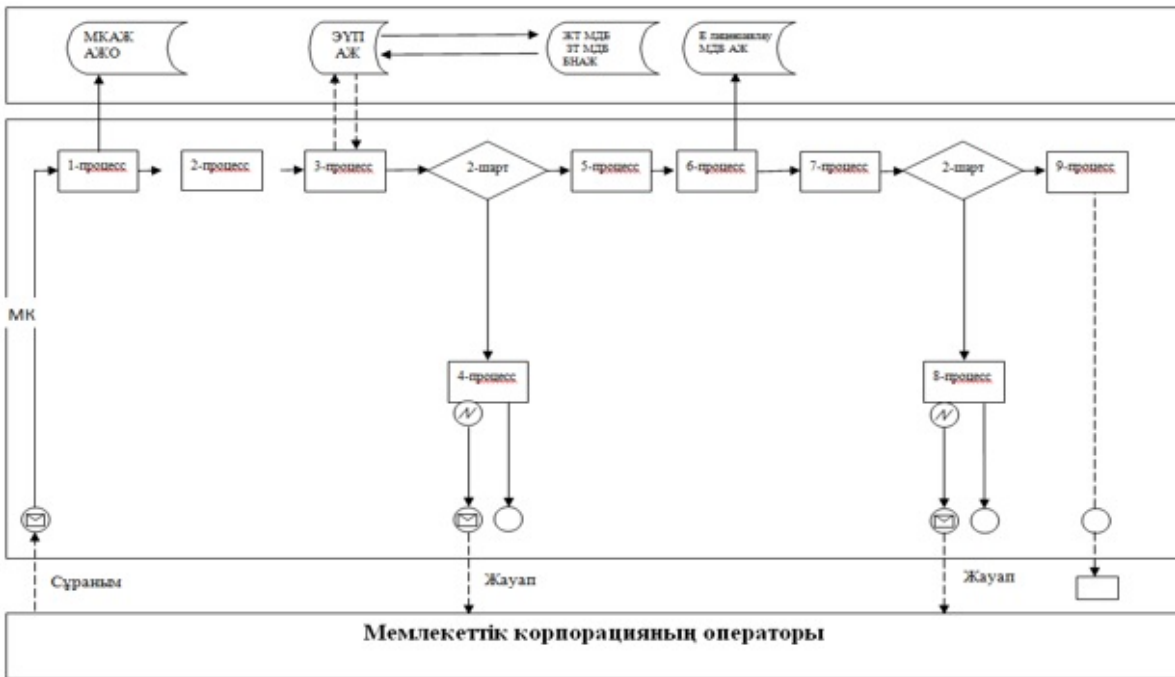 МКАЖ
АЖО
ЭҮП
АЖ
ЖТ МДБ
ЗТ МДБ
БНАЖ
Е лицензиялау
МДБ АЖ
1-процесс
2-процесс
3-процесс
2-шарт
5-процесс
6-процесс
7-процесс
2-шарт
9-процесс
МК
4-процесс
8-процесс
Сұраным
Жауап
Жауап
Мемлекеттік корпорацияның операторы